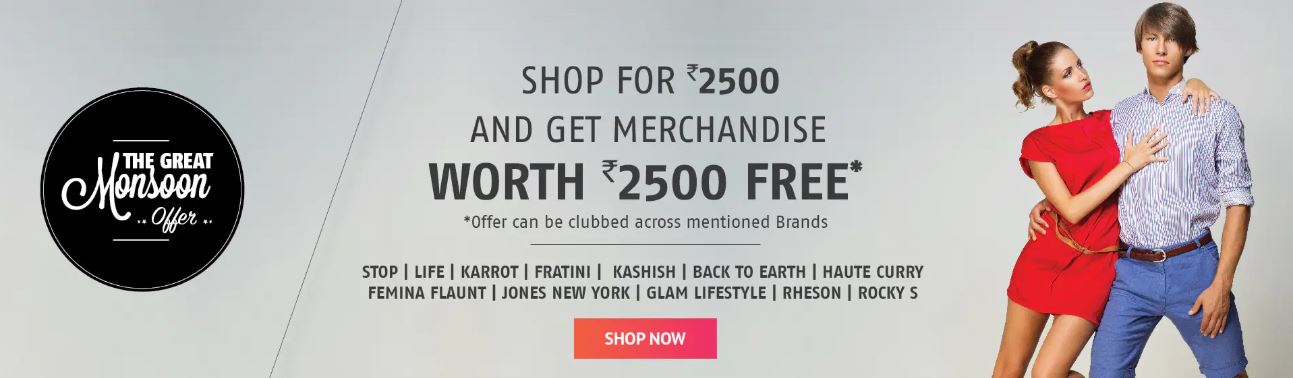 THE GREAT
Monsoon
Offer
SHOP FOR ₹2500
AND GET MERCHANDISE
WORTH ₹2500 FREE*
*Offer can be clubbed across mentioned Brands
STOP | LIFE | KARROT | FRATINI | KASHISH | BACK TO EARTH | HAUTE CURRY
FEMINA FLAUNT | JONES NEW YORK | GLAM LIFESTYLE | RHESON | ROCKY S
SHOP NOW